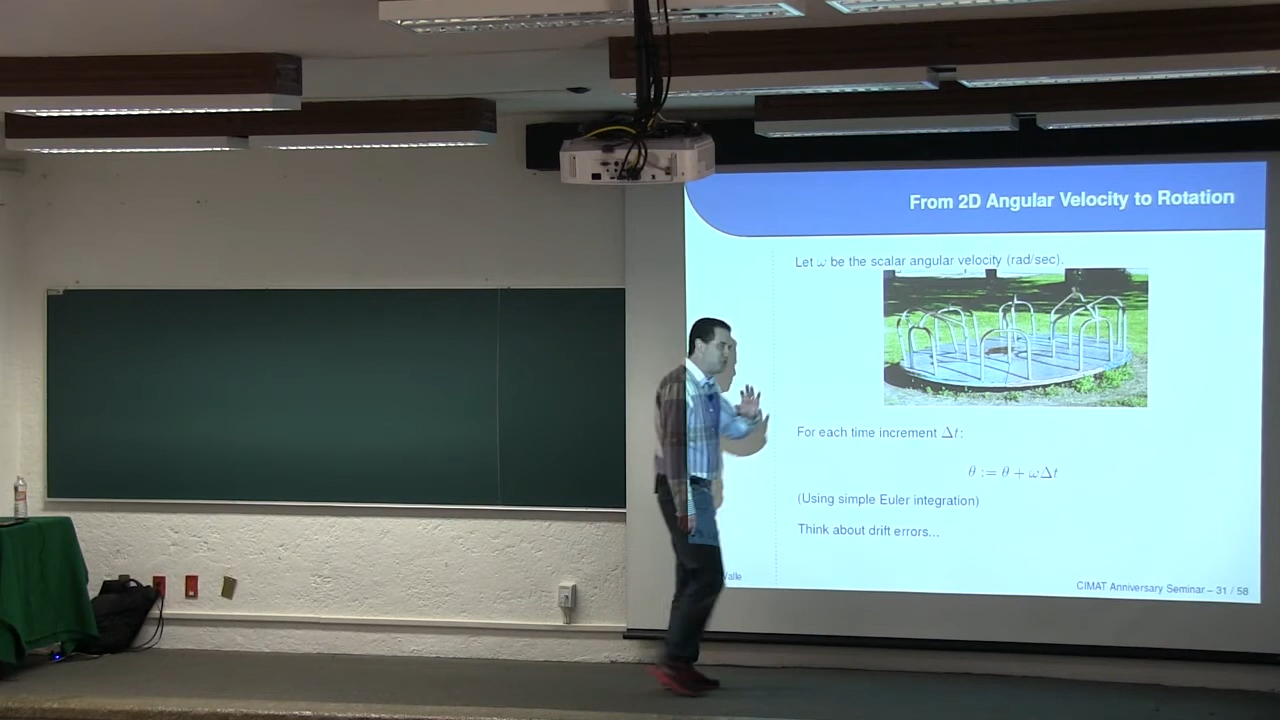 From 2D Angular Velocity to Rotation
Let ω be the scalar angular velocity (rad/sec).
For each time increment Δt:
θ := θ + ωΔt
(Using simple Euler integration)
Think about drift errors...
Valle
CIMAT Anniversary Seminar – 31 / 58